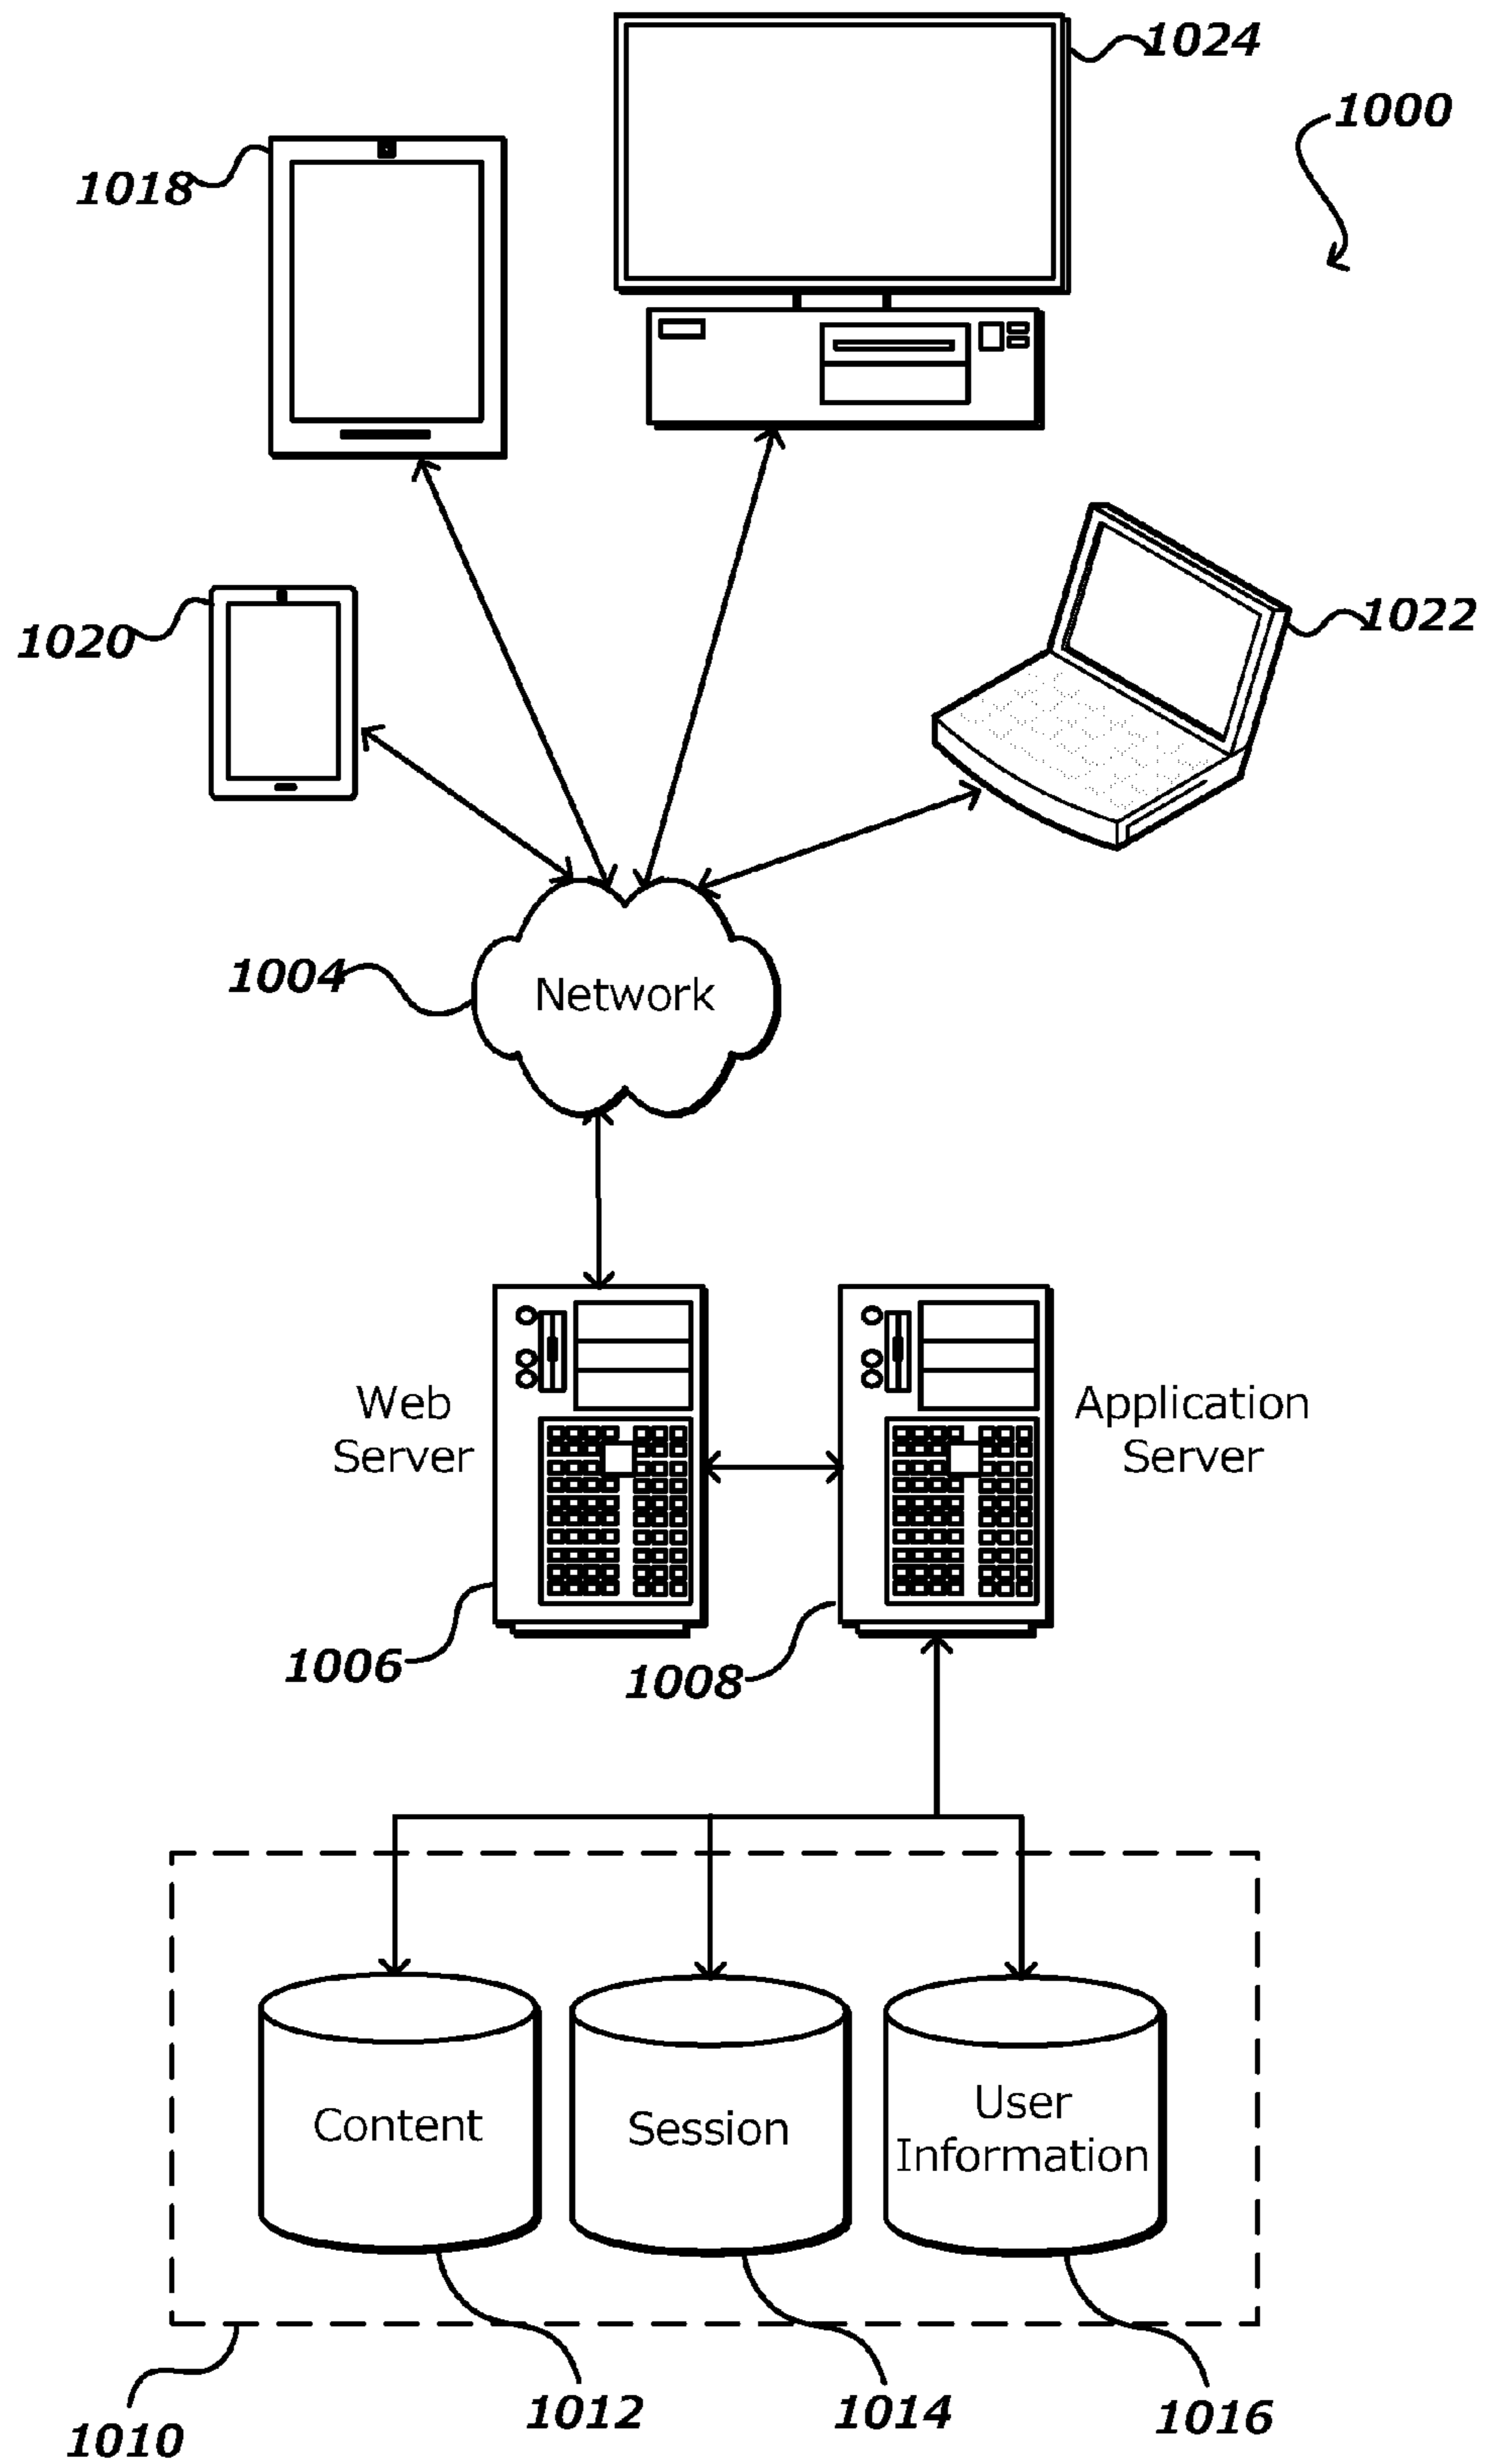 1024
1000
1018
1020
1022
1004
Network
Web
Server
Application
Server
1006
1008
Content
Session
User
Information
1012
1014
1016
1010